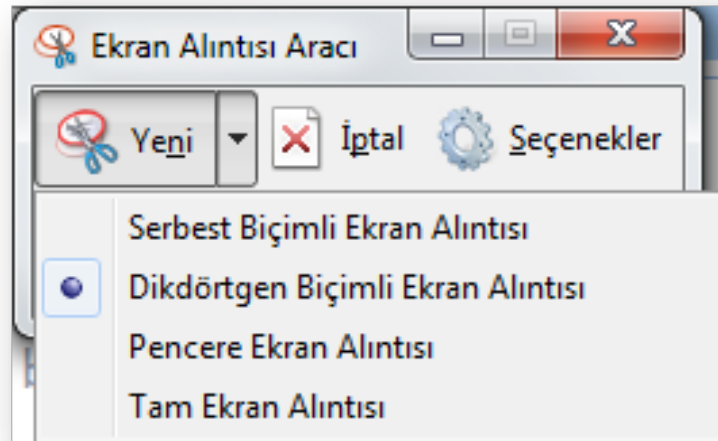 Ekran Alıntısı Aracı
Yeni İptal Seçenekler
Serbest Biçimli Ekran Alıntısı
Dikdörtgen Biçimli Ekran Alıntısı
Pencere Ekran Alıntısı
Tam Ekran Alıntısı